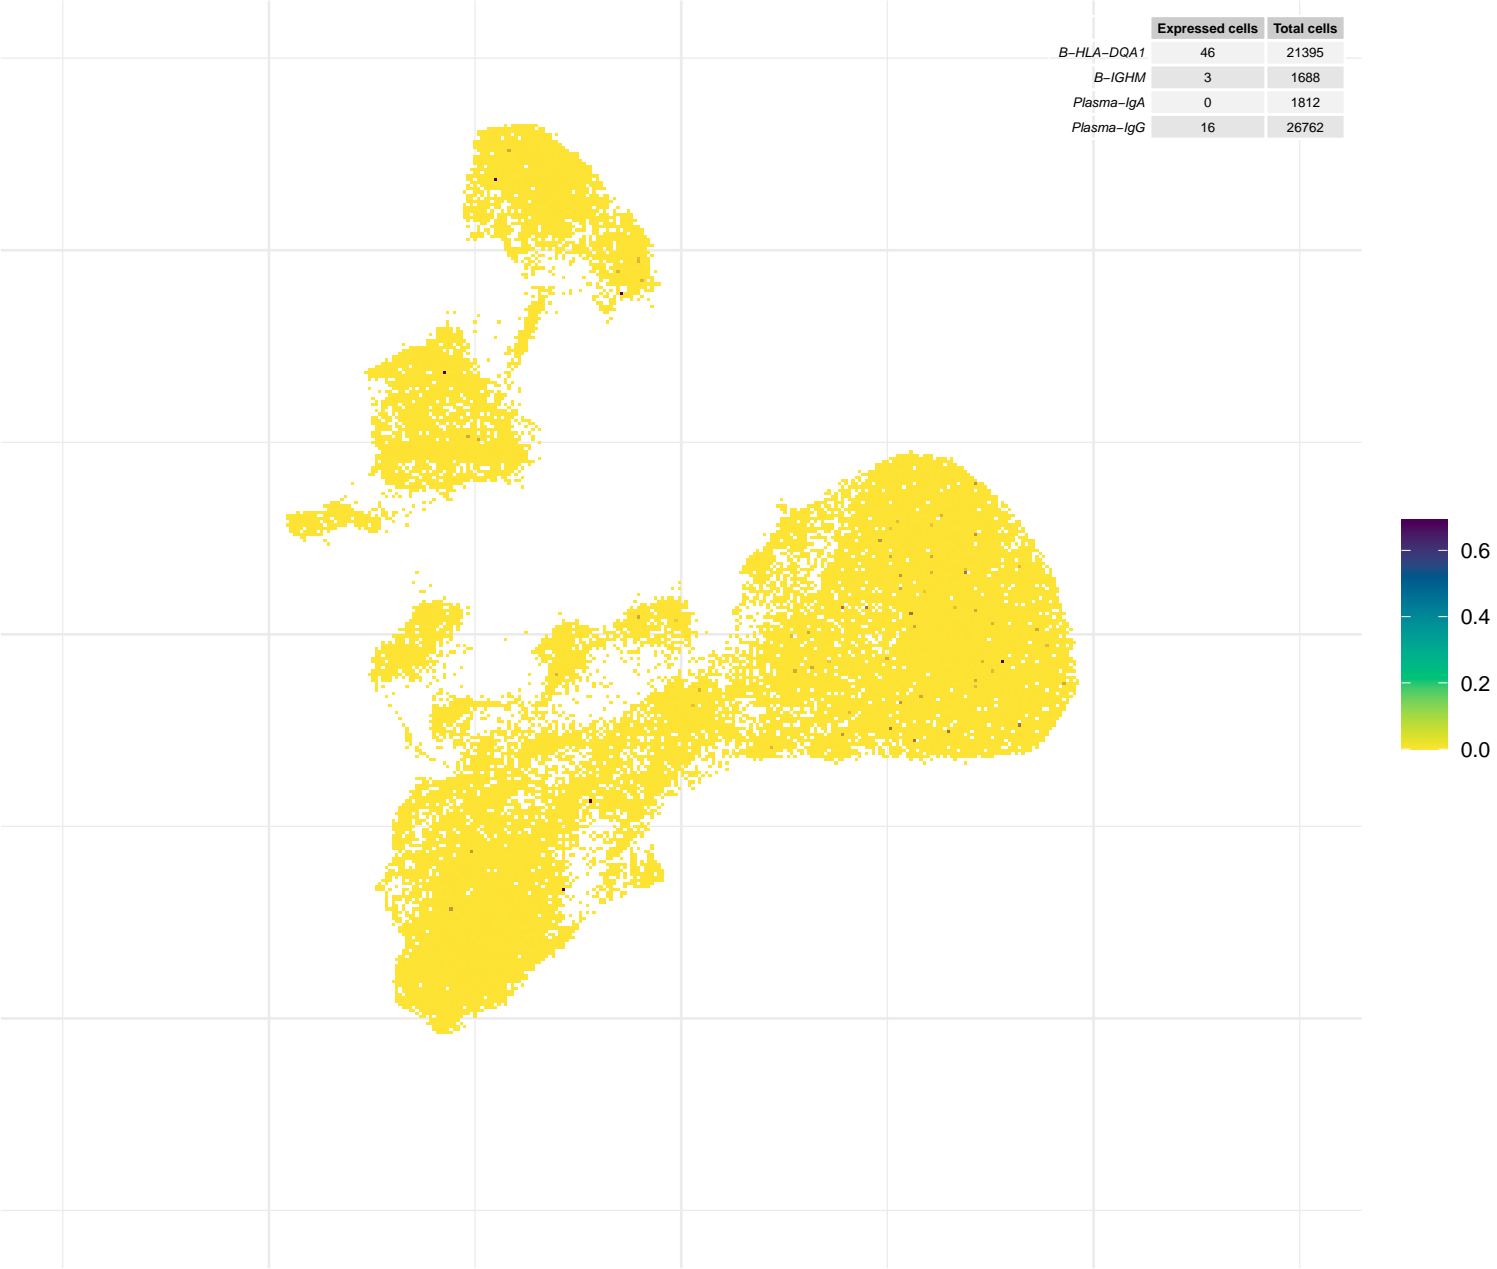 Expressed cells Total cells
B−HLA−DQA1 46 21395
B−IGHM 3 1688
Plasma−IgA 0 1812
Plasma−IgG 16 26762
0.6
0.4
0.2
0.0